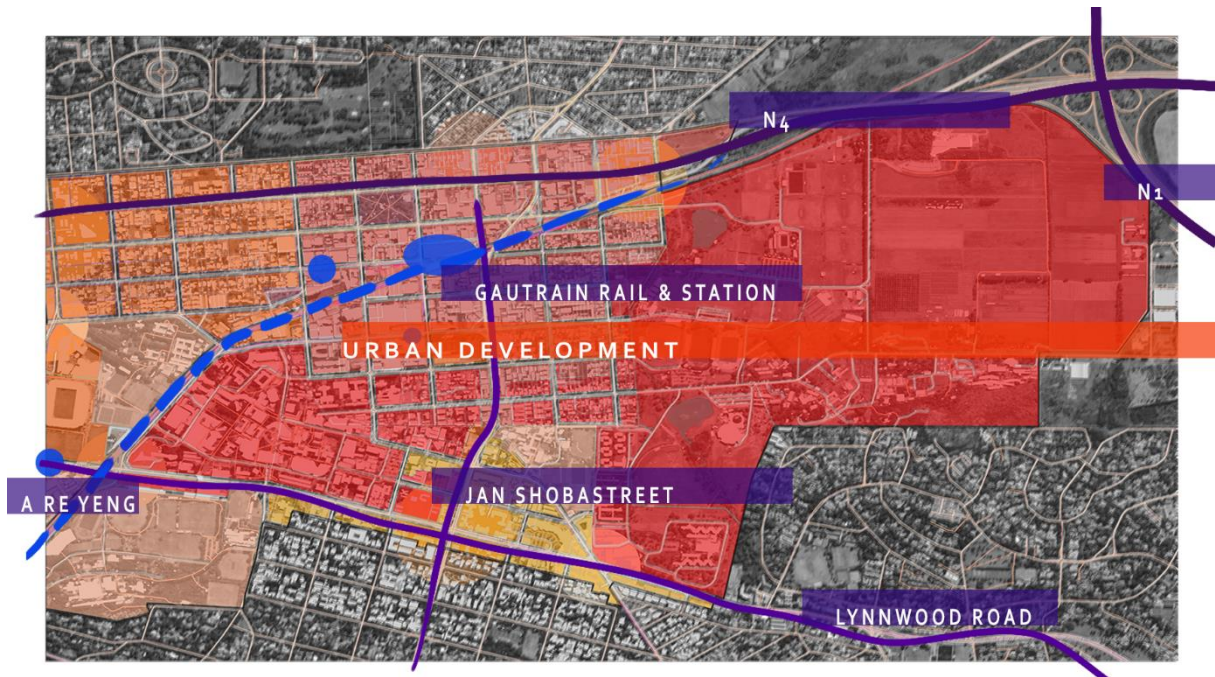 N4
N1
GAUTRAIN RAIL & STATION
URBAN DEVELOPMENT
JAN SHOBASTREET
A RE YENG
LYNNWOOD ROAD